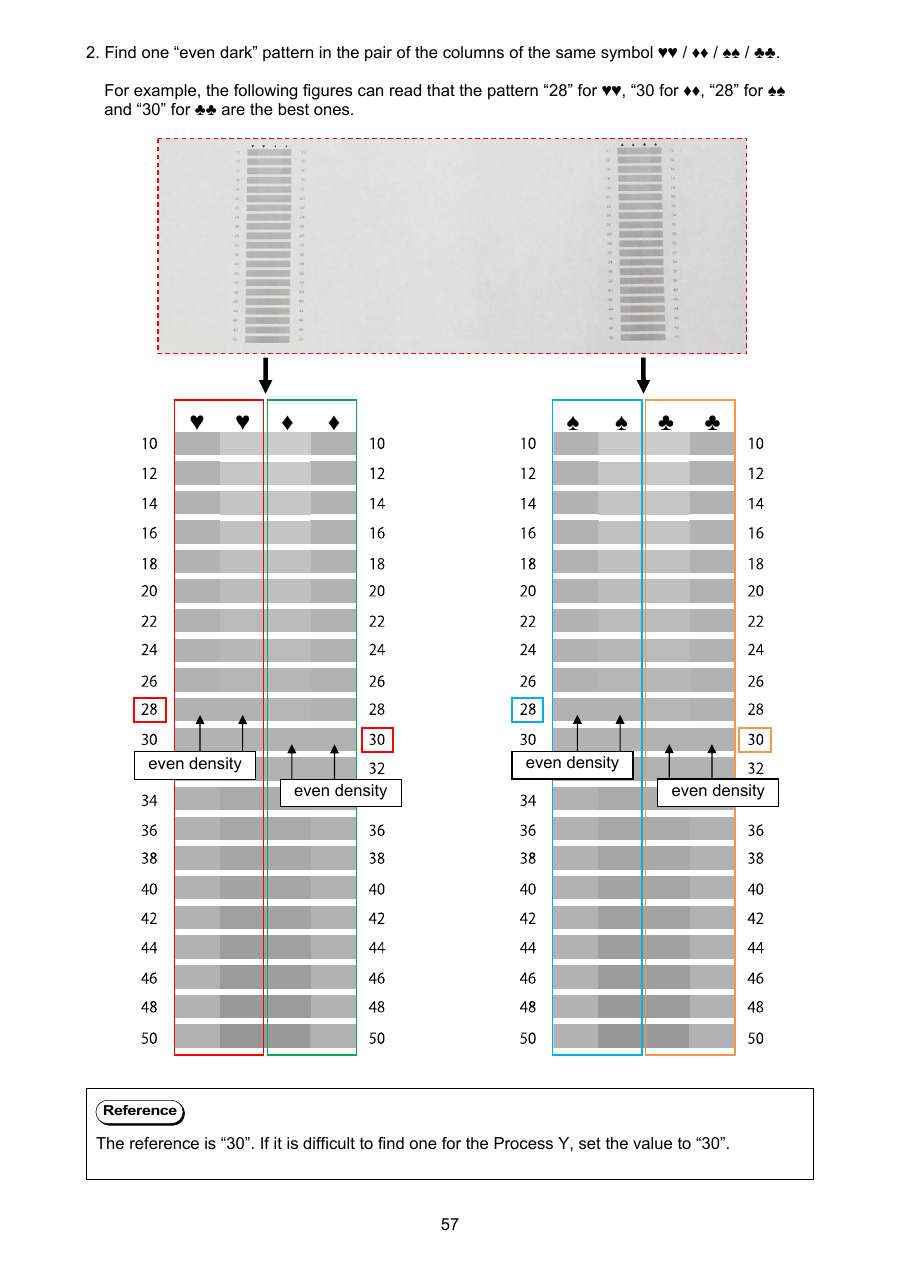 2. Find one “even dark” pattern in the pair of the columns of the same symbol ♥♥ / ♦♦ / ♠♠ / ♣♣.
For example, the following figures can read that the pattern “28” for ♥♥, “30 for ♦♦, “28” for ♠♠
and “30” for ♣♣ are the best ones.
♥ ♥ ♦ ♦ ♠ ♠ ♣ ♣
10 10 10 10
12 12 12 12
14 14 14 14
16 16 16 16
18 18 18 18
20 20 20 20
22 22 22 22
24 24 24 24
26 26 26 26
28 28 28 28
30 30 30 30
even density 32 even density 32
34 even density 34 even density
36 36 36 36
38 38 38 38
40 40 40 40
42 42 42 42
44 44 44 44
46 46 46 46
48 48 48 48
50 50 50 50
Reference
The reference is “30”. If it is difficult to find one for the Process Y, set the value to “30”.
57